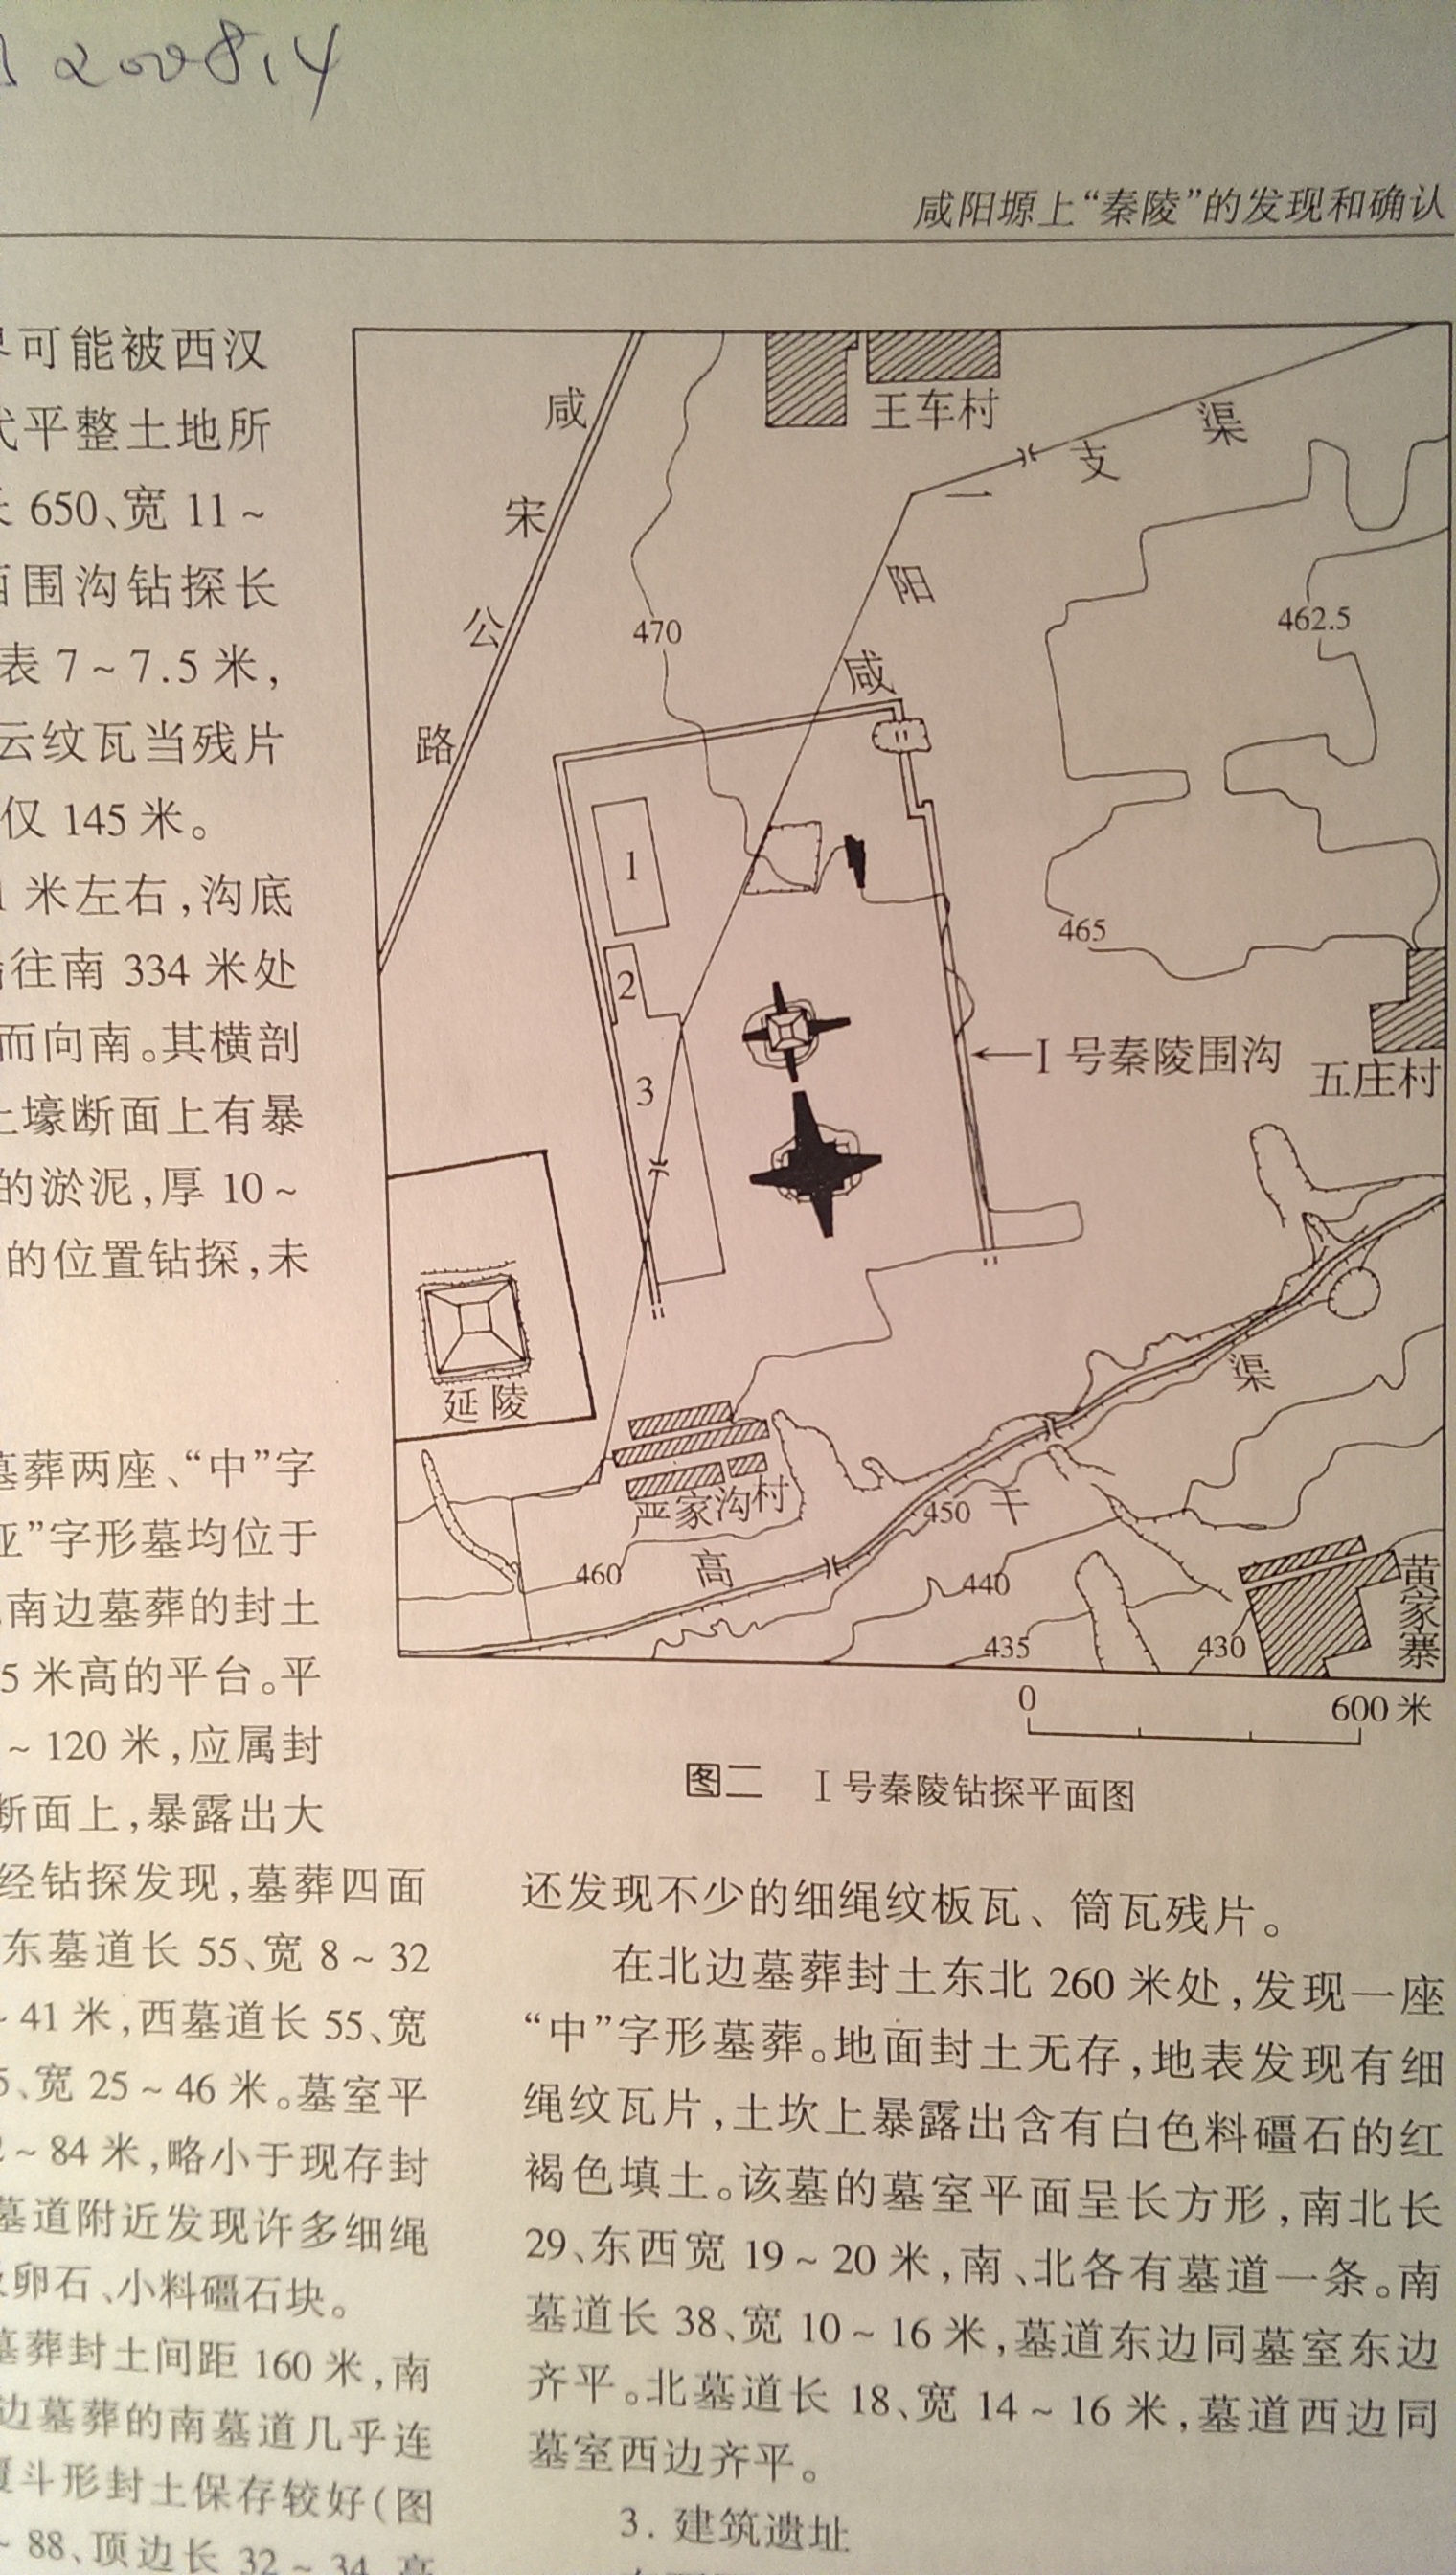 2008.4
咸阳塬上“秦陵”的发现和确认
可能被西汉
代平整土地所
长 650、宽 11～
西围沟钻探长
表 7～7.5 米，
云纹瓦当残片
仅 145 米。
1 米左右，沟底
往南 334 米处
而向南。其横剖
土壕断面上有暴
的淤泥，厚 10～
的位置钻探，未
墓葬两座、“中”字
亚”字形墓均位于
南边墓葬的封土
5 米高的平台。平
～120 米，应属封
断面上，暴露出大
经钻探发现，墓葬四面
东墓道长 55、宽 8～32
～41 米，西墓道长 55、宽
5、宽 25～46 米。墓室平
2～84 米，略小于现存封
墓道附近发现许多细绳
卵石、小料礓石块。
墓葬封土间距 160 米，南
边墓葬的南墓道几乎连
覆斗形封土保存较好（图
～88、顶边长 32～34、高
咸宋公路
王车村
咸阳一支渠
470
462.5
465
1
2
3
Ⅰ号秦陵围沟
五庄村
延陵
严家沟村
高干渠
460
450
440
435
430
黄家寨
0
600 米
图二 Ⅰ号秦陵钻探平面图
还发现不少的细绳纹板瓦、筒瓦残片。
在北边墓葬封土东北 260 米处，发现一座
“中”字形墓葬。地面封土无存，地表发现有细
绳纹瓦片，土坎上暴露出含有白色料礓石的红
褐色填土。该墓的墓室平面呈长方形，南北长
29、东西宽 19～20 米，南、北各有墓道一条。南
墓道长 38、宽 10～16 米，墓道东边同墓室东边
齐平。北墓道长 18、宽 14～16 米，墓道西边同
墓室西边齐平。
3. 建筑遗址